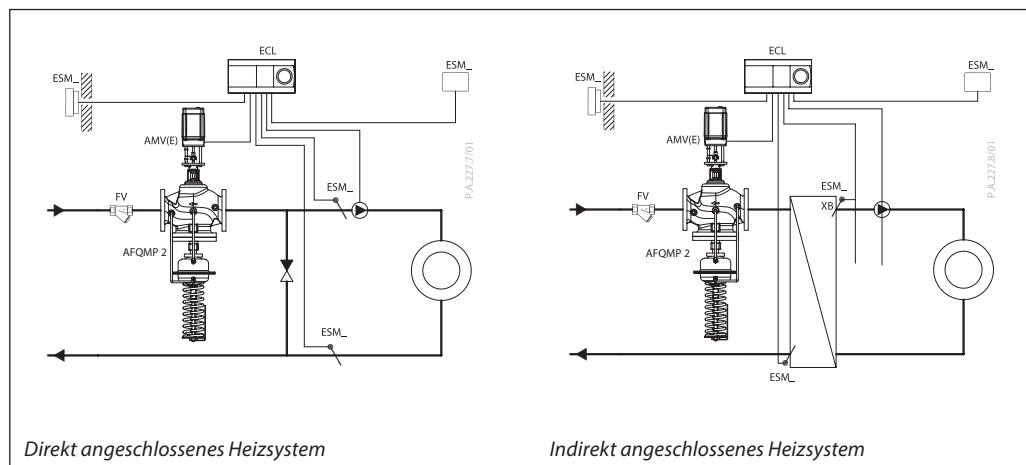 ECL
ESM_
ESM_
AMV(E)
P.A.227.7/01
FV
ESM_
AFQMP 2
ESM_
Direkt angeschlossenes Heizsystem
ECL
ESM_
ESM_
AMV(E)
P.A.227.8/01
FV
ESM_
XB
AFQMP 2
ESM_
Indirekt angeschlossenes Heizsystem